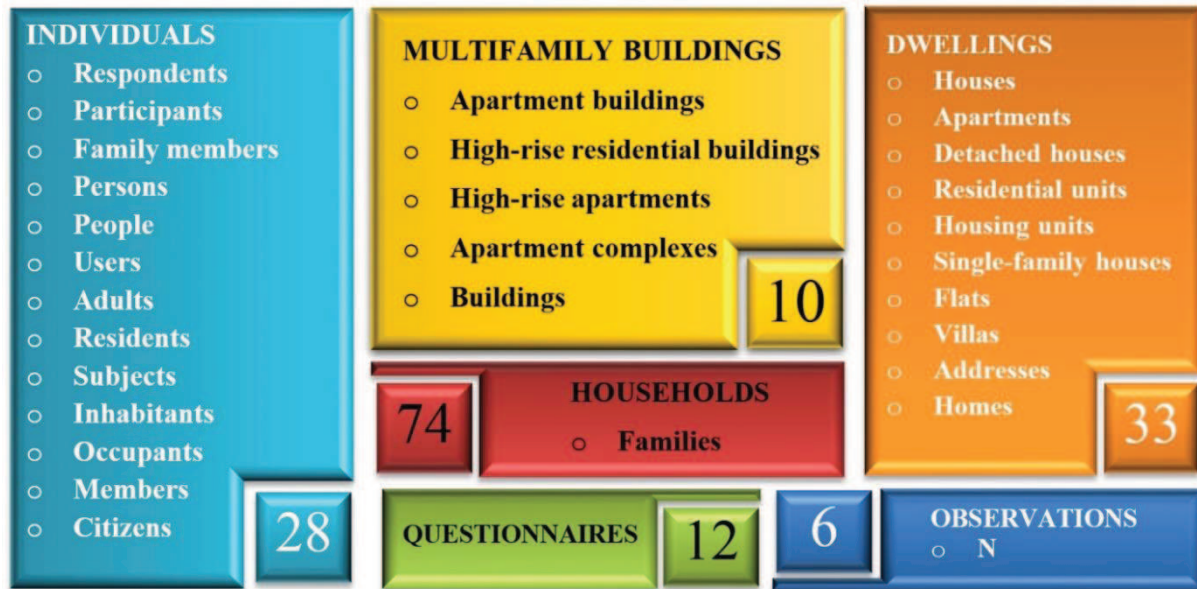 INDIVIDUALS
o Respondents
o Participants
o Family members
o Persons
o People
o Users
o Adults
o Residents
o Subjects
o Inhabitants
o Occupants
o Members
o Citizens
28
MULTIFAMILY BUILDINGS
o Apartment buildings
o High-rise residential buildings
o High-rise apartments
o Apartment complexes
o Buildings
10
DWELLINGS
o Houses
o Apartments
o Detached houses
o Residential units
o Housing units
o Single-family houses
o Flats
o Villas
o Addresses
o Homes
33
74
HOUSEHOLDS
o Families
QUESTIONNAIRES
12
6
OBSERVATIONS
o N